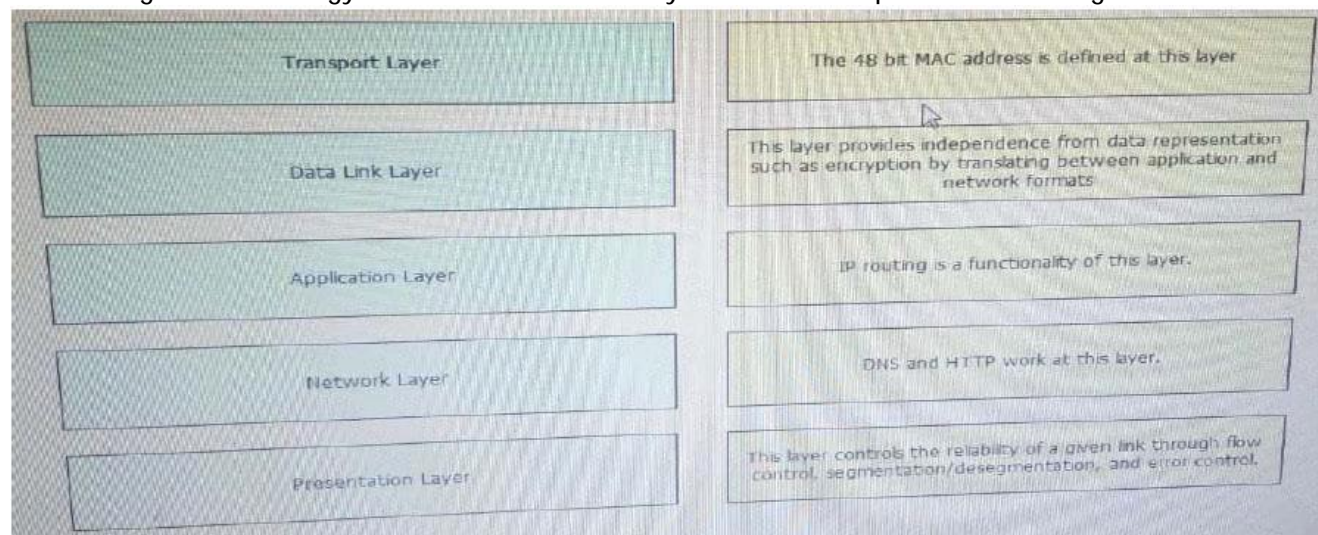 Transport Layer
The 48 bit MAC address is defined at this layer
Data Link Layer
This layer provides independence from data representation
such as encryption by translating between application and
network formats
Application Layer
IP routing is a functionality of this layer.
Network Layer
DNS and HTTP work at this layer.
Presentation Layer
This layer controls the reliability of a given link through flow
control, segmentation/desegmentation, and error control.